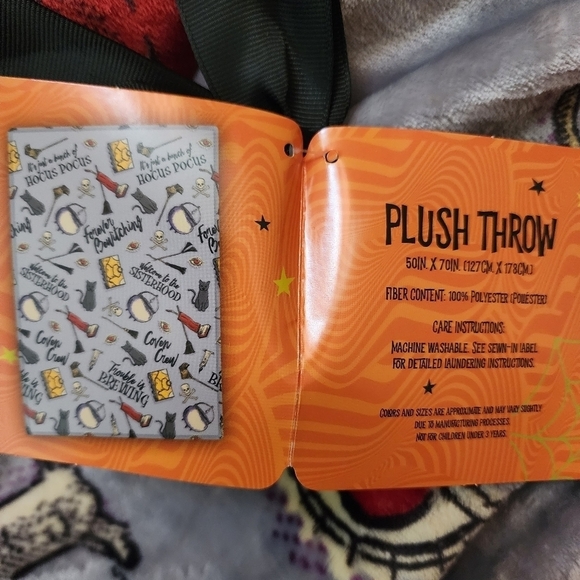 It's just a bunch of
HOCUS POCUS
It's just a bunch of
HOCUS POCUS
Forever
Bewitching
Welcome to the
SISTERHOOD
Welcome to the
SISTERHOOD
Coven
Crew
Coven
Crew
Trouble is
BREWING
PLUSH THROW
50IN. X 70IN. (127CM. X 178CM.)
FIBER CONTENT: 100% POLYESTER (POLIESTER)
CARE INSTRUCTIONS:
MACHINE WASHABLE. SEE SEWN-IN LABEL
FOR DETAILED LAUNDERING INSTRUCTIONS.
COLORS AND SIZES ARE APPROXIMATE AND MAY VARY SLIGHTLY
DUE TO MANUFACTURING PROCESSES.
NOT FOR CHILDREN UNDER 3 YEARS.